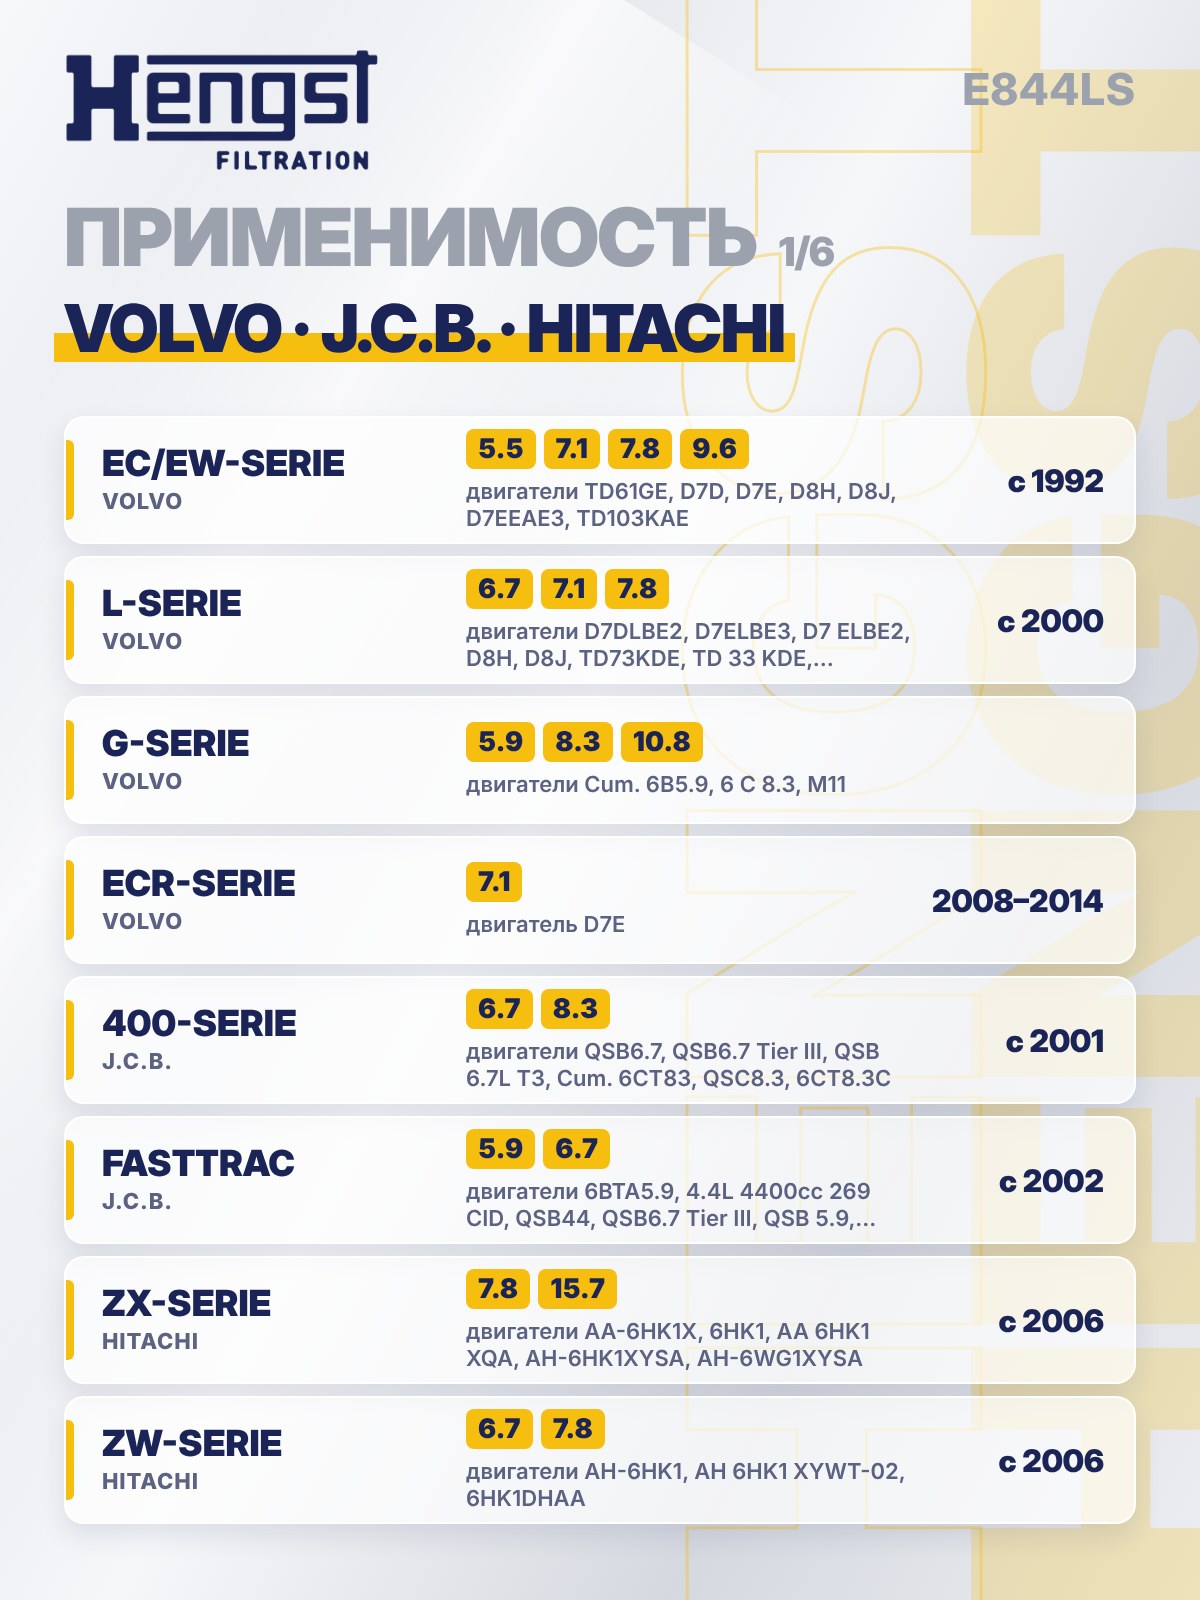 Hengst
FILTRATION
E844LS
ПРИМЕНИМОСТЬ 1/6
VOLVO · J.C.B. · HITACHI
EC/EW-SERIE
VOLVO
5.5 7.1 7.8 9.6
двигатели TD61GE, D7D, D7E, D8H, D8J,
D7EEAE3, TD103KAE
с 1992
L-SERIE
VOLVO
6.7 7.1 7.8
двигатели D7DLBE2, D7ELBE3, D7 ELBE2,
D8H, D8J, TD73KDE, TD 33 KDE,...
с 2000
G-SERIE
VOLVO
5.9 8.3 10.8
двигатели Cum. 6B5.9, 6 C 8.3, M11
ECR-SERIE
VOLVO
7.1
двигатель D7E
2008–2014
400-SERIE
J.C.B.
6.7 8.3
двигатели QSB6.7, QSB6.7 Tier III, QSB
6.7L T3, Cum. 6CT83, QSC8.3, 6CT8.3C
с 2001
FASTTRAC
J.C.B.
5.9 6.7
двигатели 6BTA5.9, 4.4L 4400cc 269
CID, QSB44, QSB6.7 Tier III, QSB 5.9,...
с 2002
ZX-SERIE
HITACHI
7.8 15.7
двигатели AA-6HK1X, 6HK1, AA 6HK1
XQA, AH-6HK1XYSA, AH-6WG1XYSA
с 2006
ZW-SERIE
HITACHI
6.7 7.8
двигатели AH-6HK1, AH 6HK1 XYWT-02,
6HK1DHAA
с 2006